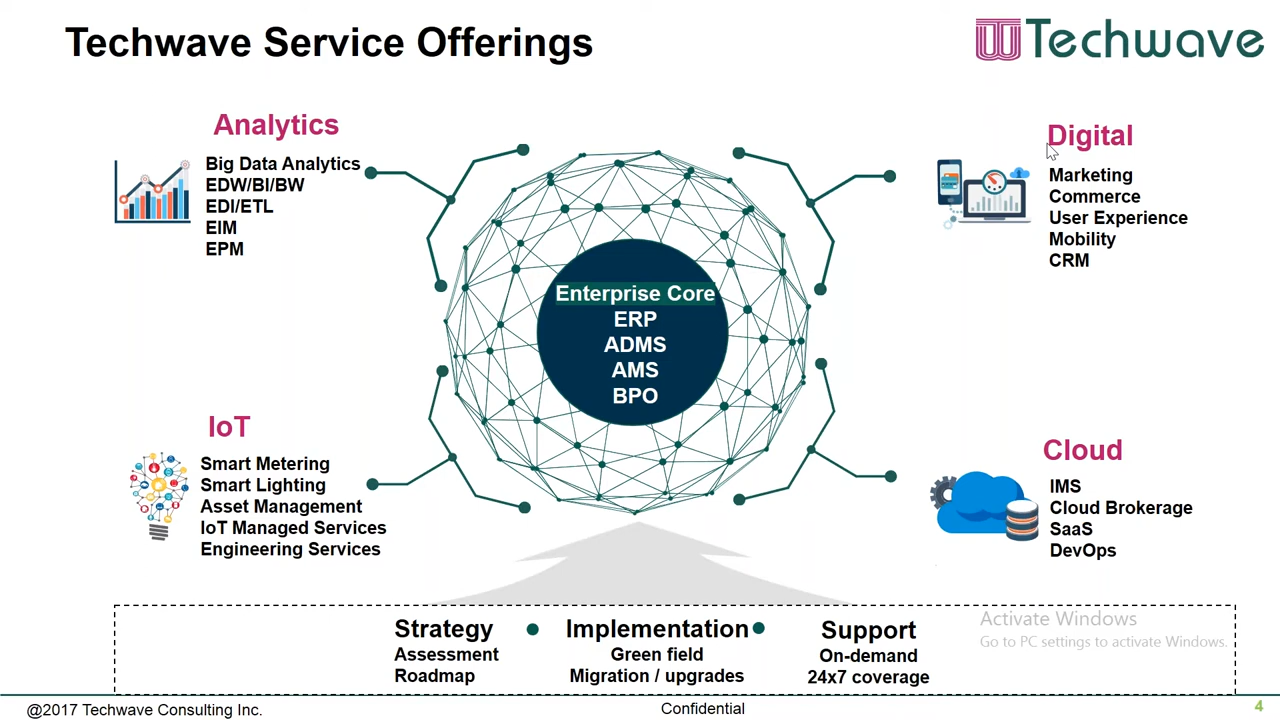 Techwave Service Offerings
Techwave
Analytics
Big Data Analytics
EDW/BI/BW
EDI/ETL
EIM
EPM
Digital
Marketing
Commerce
User Experience
Mobility
CRM
Enterprise Core
ERP
ADMS
AMS
BPO
IoT
Smart Metering
Smart Lighting
Asset Management
IoT Managed Services
Engineering Services
Cloud
IMS
Cloud Brokerage
SaaS
DevOps
Strategy
Assessment
Roadmap
Implementation
Green field
Migration / upgrades
Support
On-demand
24x7 coverage
Activate Windows
Go to PC settings to activate Windows.
@2017 Techwave Consulting Inc.
Confidential
4